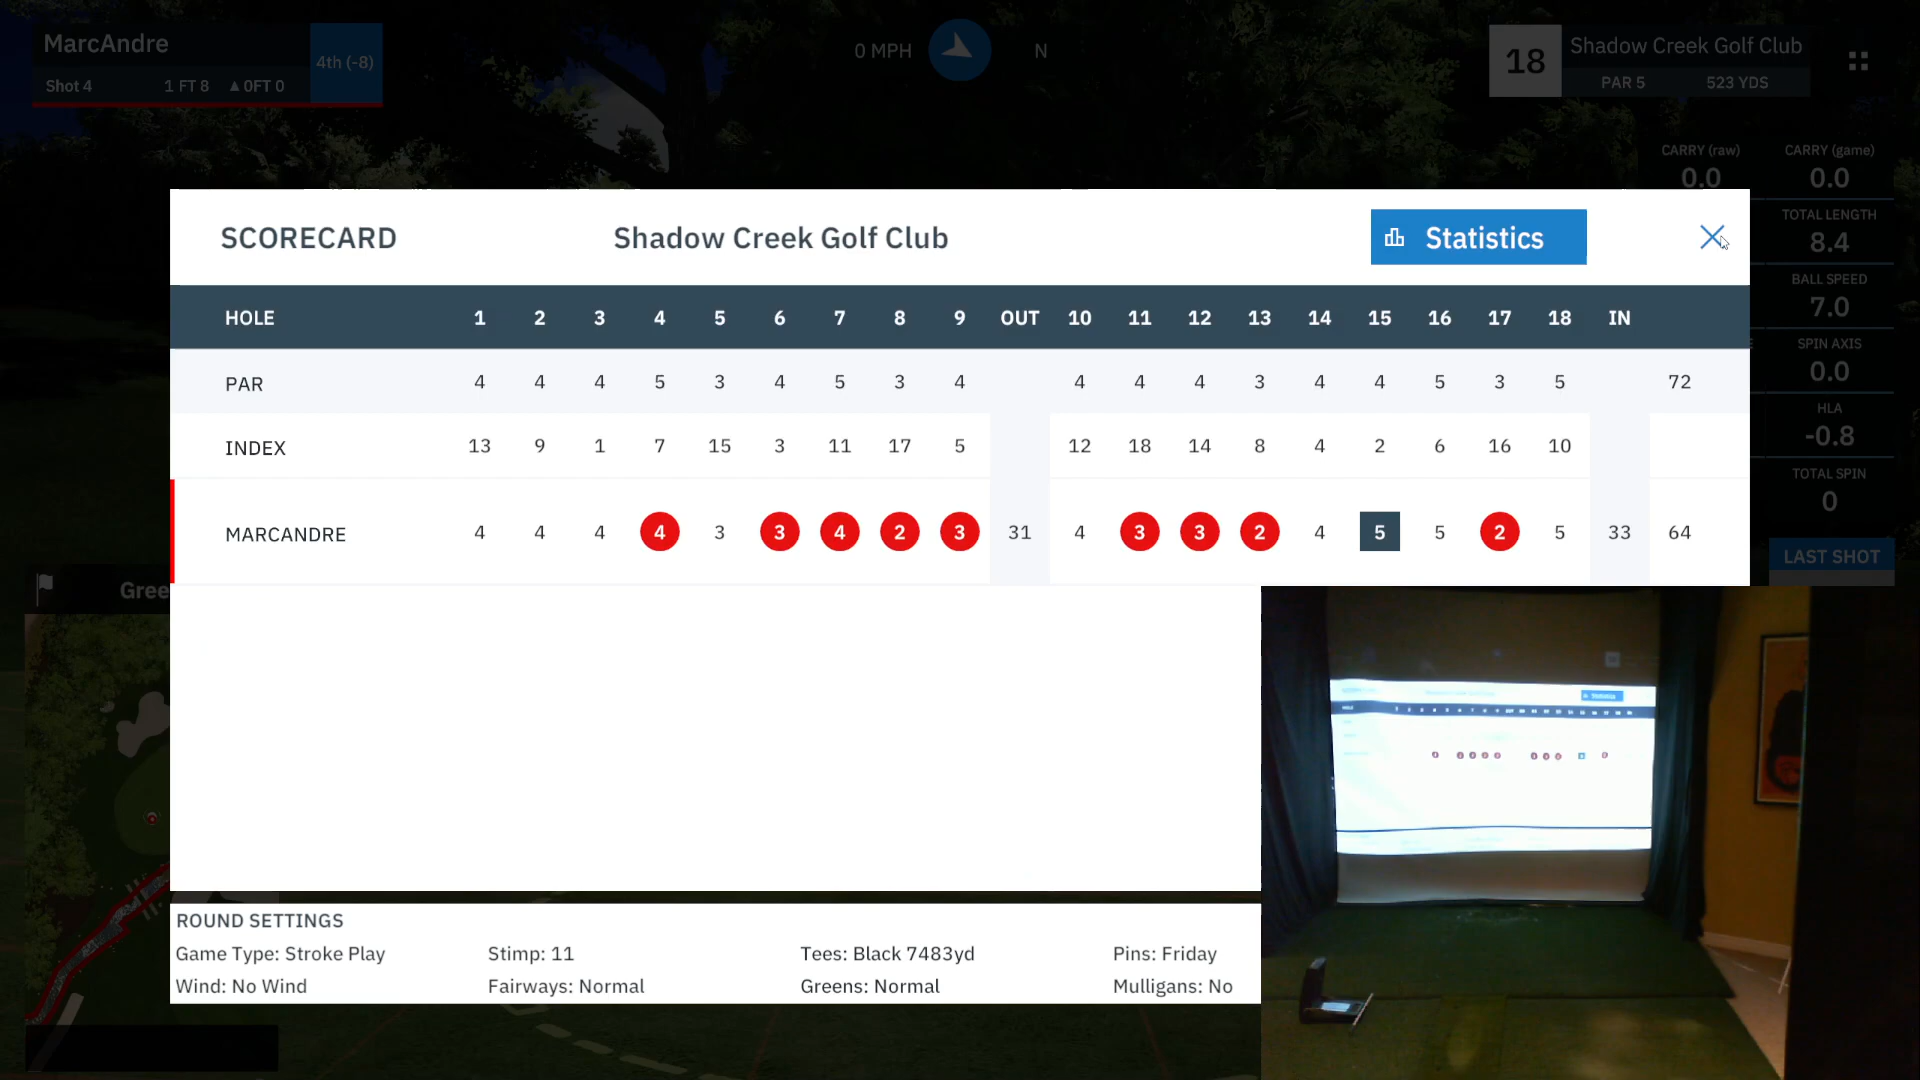 MarcAndre
4th (-8)
Shot 4 1 FT 8 ▲0FT 0
0 MPH N
18
Shadow Creek Golf Club
PAR 5 523 YDS
CARRY (raw) CARRY (game)
0.0 0.0
TOTAL LENGTH
8.4
BALL SPEED
7.0
SPIN AXIS
0.0
HLA
-0.8
TOTAL SPIN
0
LAST SHOT
SCORECARD Shadow Creek Golf Club Statistics
HOLE 1 2 3 4 5 6 7 8 9 OUT 10 11 12 13 14 15 16 17 18 IN
PAR 4 4 4 5 3 4 5 3 4 4 4 4 3 4 4 5 3 5 72
INDEX 13 9 1 7 15 3 11 17 5 12 18 14 8 4 2 6 16 10
MARCANDRE 4 4 4 4 3 3 4 2 3 31 4 3 3 2 4 5 5 2 5 33 64
Gree
ROUND SETTINGS
Game Type: Stroke Play Stimp: 11 Tees: Black 7483yd Pins: Friday
Wind: No Wind Fairways: Normal Greens: Normal Mulligans: No